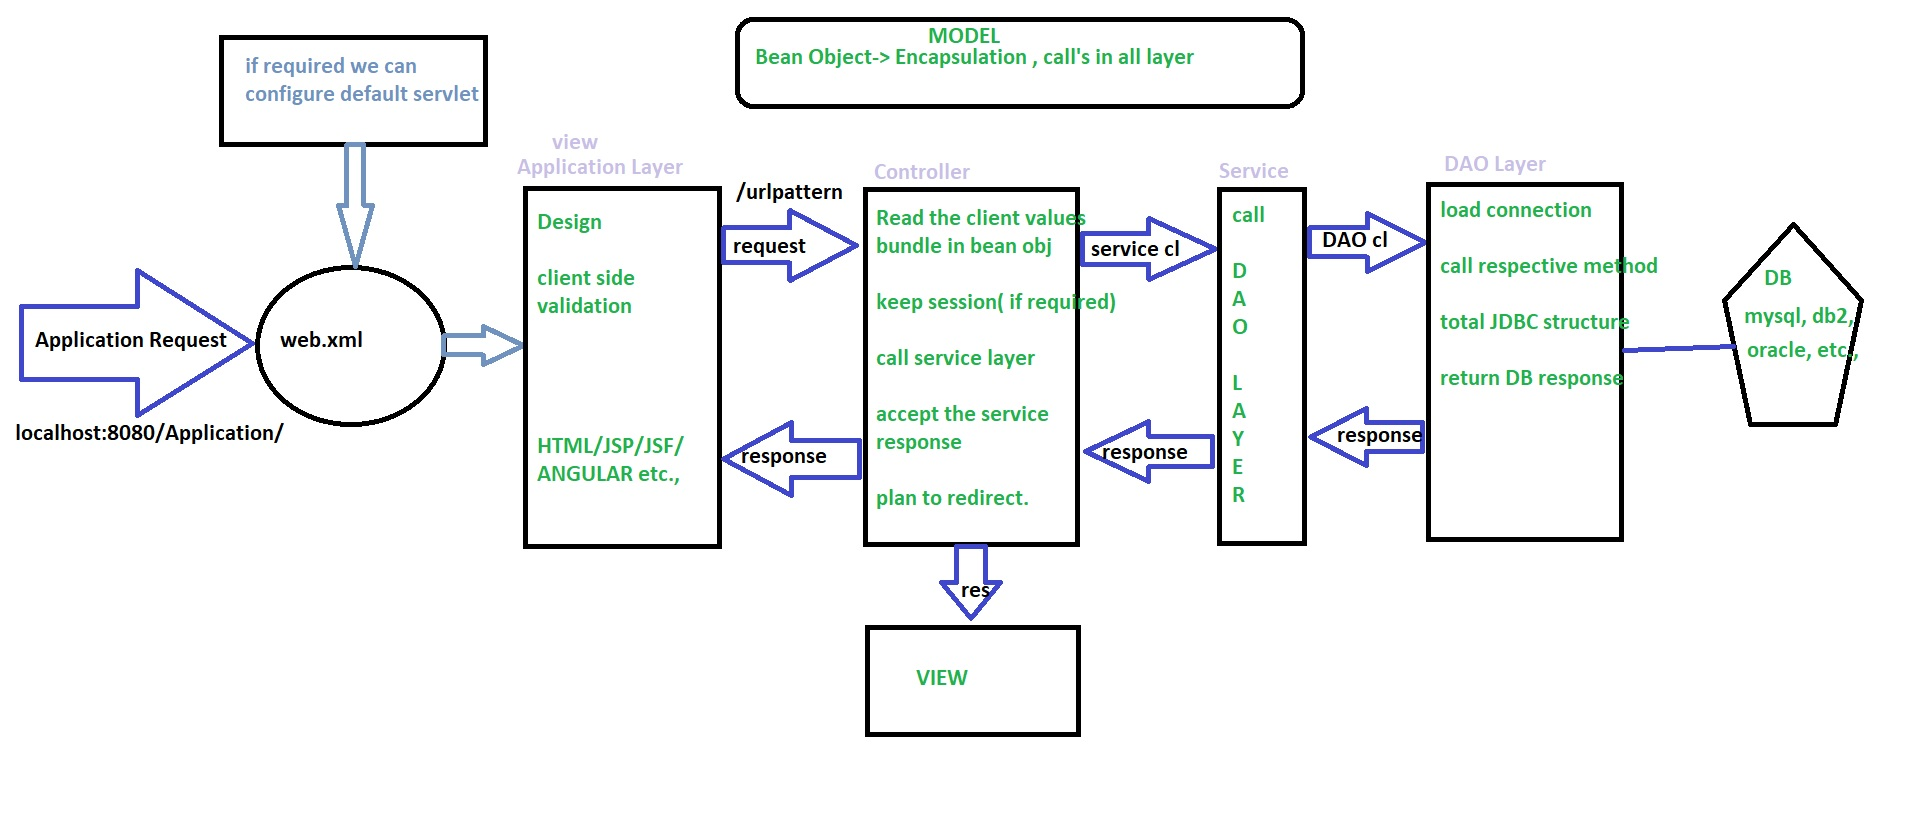 MODEL
Bean Object-> Encapsulation , call's in all layer
if required we can
configure default servlet
view
Application Layer
/urlpattern
Controller
Service
DAO Layer
Application Request
localhost:8080/Application/
web.xml
Design
client side
validation
HTML/JSP/JSF/
ANGULAR etc.,
request
response
Read the client values
bundle in bean obj
keep session( if required)
call service layer
accept the service
response
plan to redirect.
service cl
response
call
D
A
O
L
A
Y
E
R
DAO cl
response
load connection
call respective method
total JDBC structure
return DB response
DB
mysql, db2,
oracle, etc.,
res
VIEW